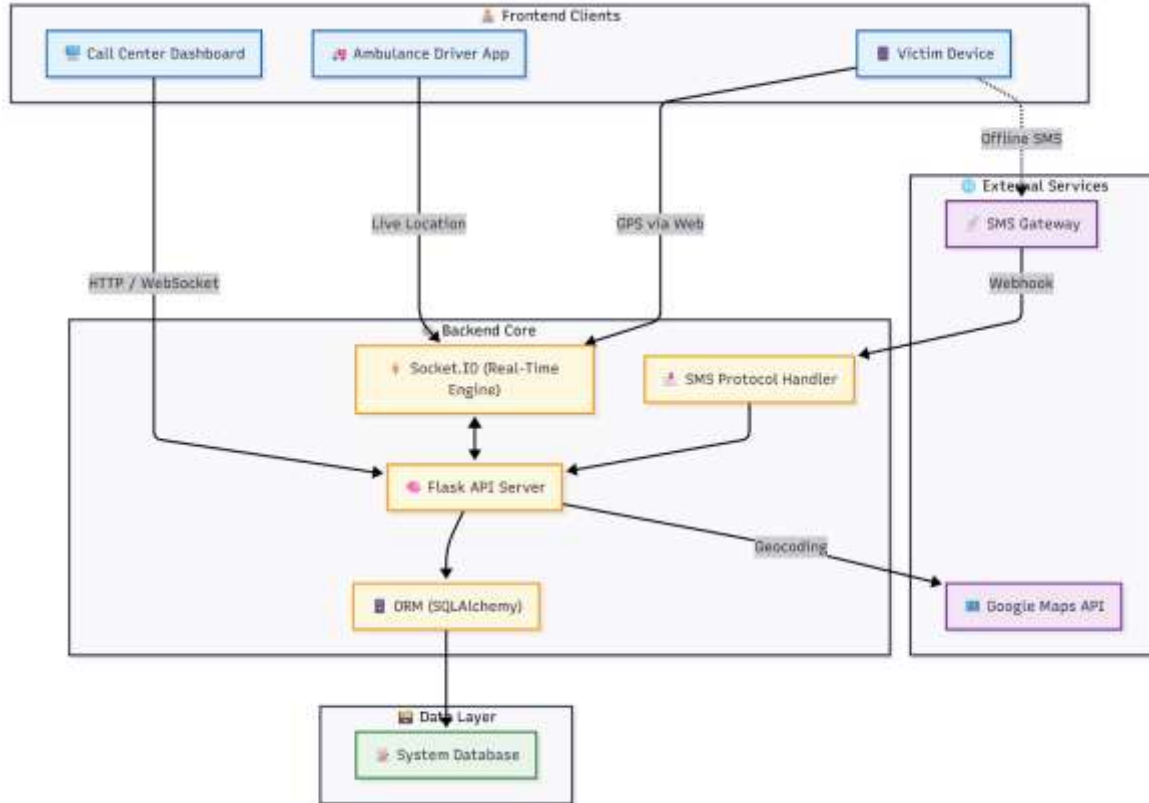 Frontend Clients
Call Center Dashboard
Ambulance Driver App
Victim Device
Offline SMS
External Services
SMS Gateway
Live Location
GPS via Web
HTTP / WebSocket
Webhook
Backend Core
Socket.IO (Real-Time
Engine)
SMS Protocol Handler
Flask API Server
Geocoding
ORM (SQLAlchemy)
Google Maps API
Data Layer
System Database